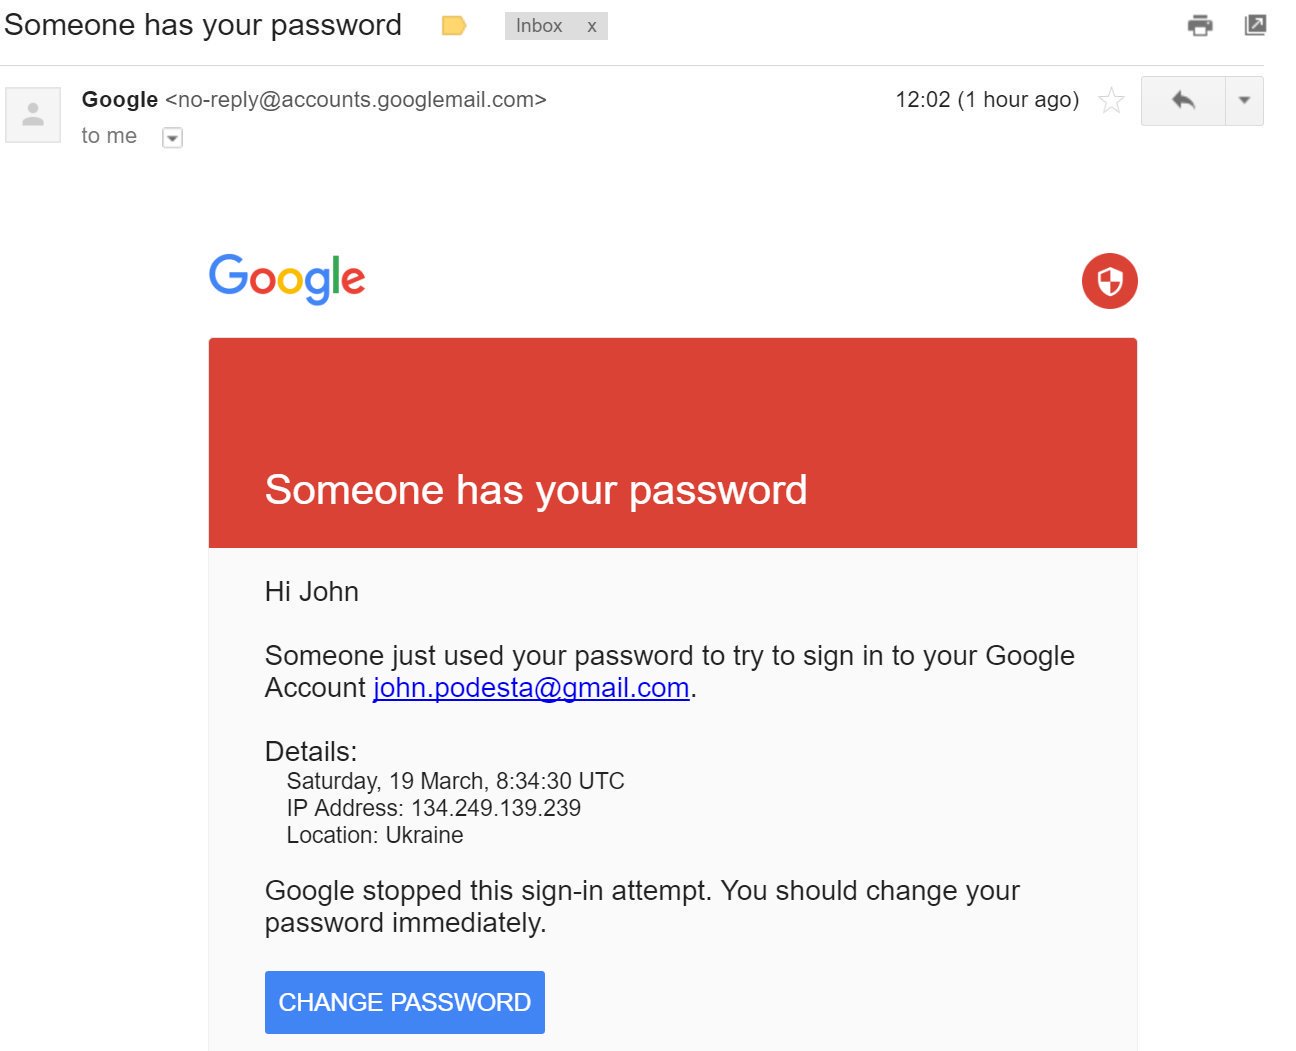 Someone has your password
Inbox x
Google <no-reply@accounts.googlemail.com>
12:02 (1 hour ago)
to me
Google
Someone has your password
Hi John
Someone just used your password to try to sign in to your Google
Account john.podesta@gmail.com.
Details:
Saturday, 19 March, 8:34:30 UTC
IP Address: 134.249.139.239
Location: Ukraine
Google stopped this sign-in attempt. You should change your
password immediately.
CHANGE PASSWORD